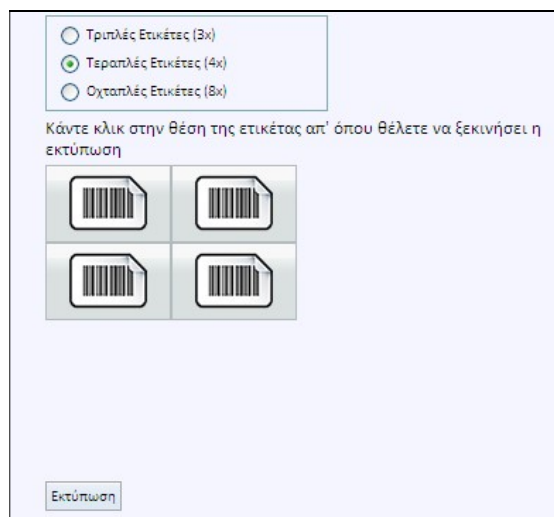 Τριπλές Ετικέτες (3x)
Τεραπλές Ετικέτες (4x)
Οχταπλές Ετικέτες (8x)
Κάντε κλικ στην θέση της ετικέτας απ' όπου θέλετε να ξεκινήσει η
εκτύπωση
Εκτύπωση